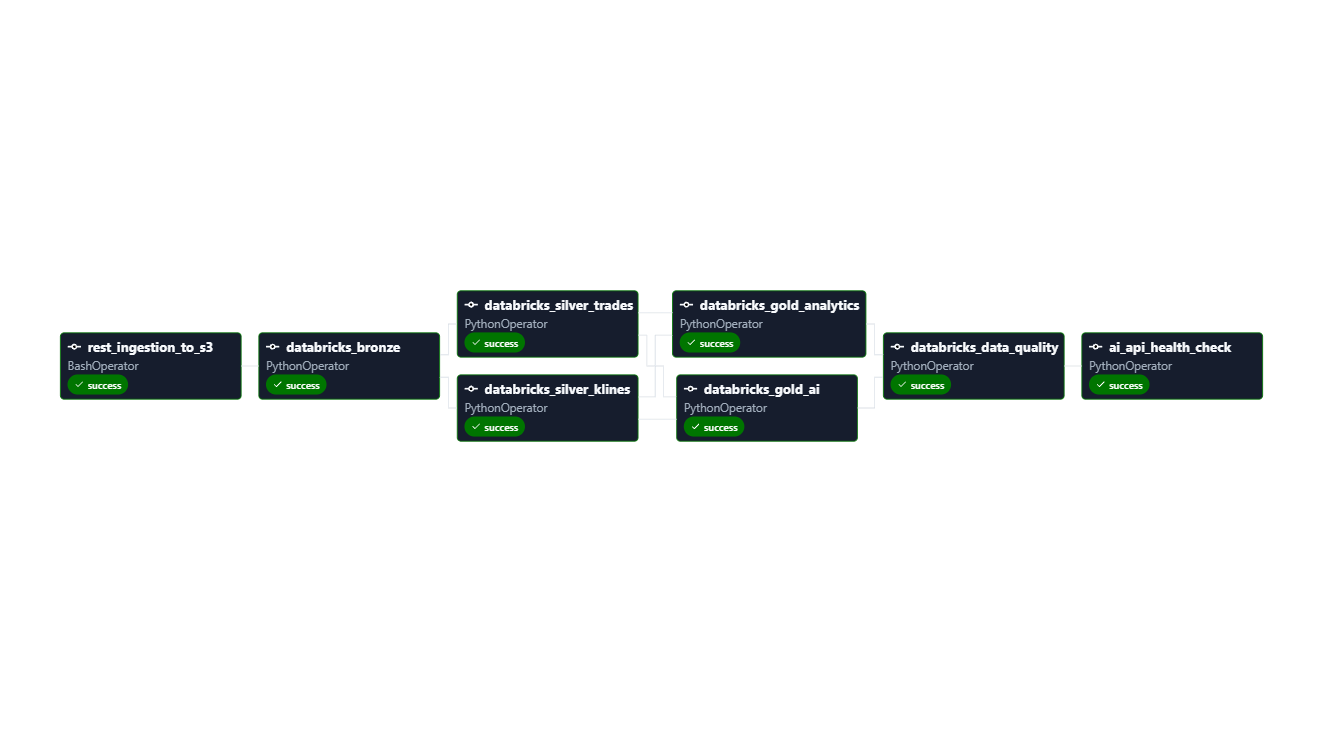 rest_ingestion_to_s3
BashOperator
success
databricks_bronze
PythonOperator
success
databricks_silver_trades
PythonOperator
success
databricks_silver_klines
PythonOperator
success
databricks_gold_analytics
PythonOperator
success
databricks_gold_ai
PythonOperator
success
databricks_data_quality
PythonOperator
success
ai_api_health_check
PythonOperator
success